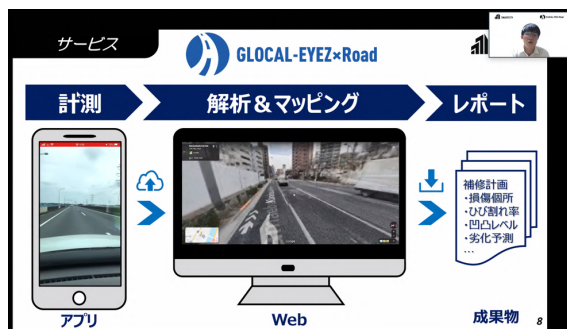 サービス
GLOCAL-EYEZ×Road
計測
解析&マッピング
レポート
補修計画
・損傷個所
・ひび割れ率
・凹凸レベル
・劣化予測
…
アプリ
Web
成果物
8